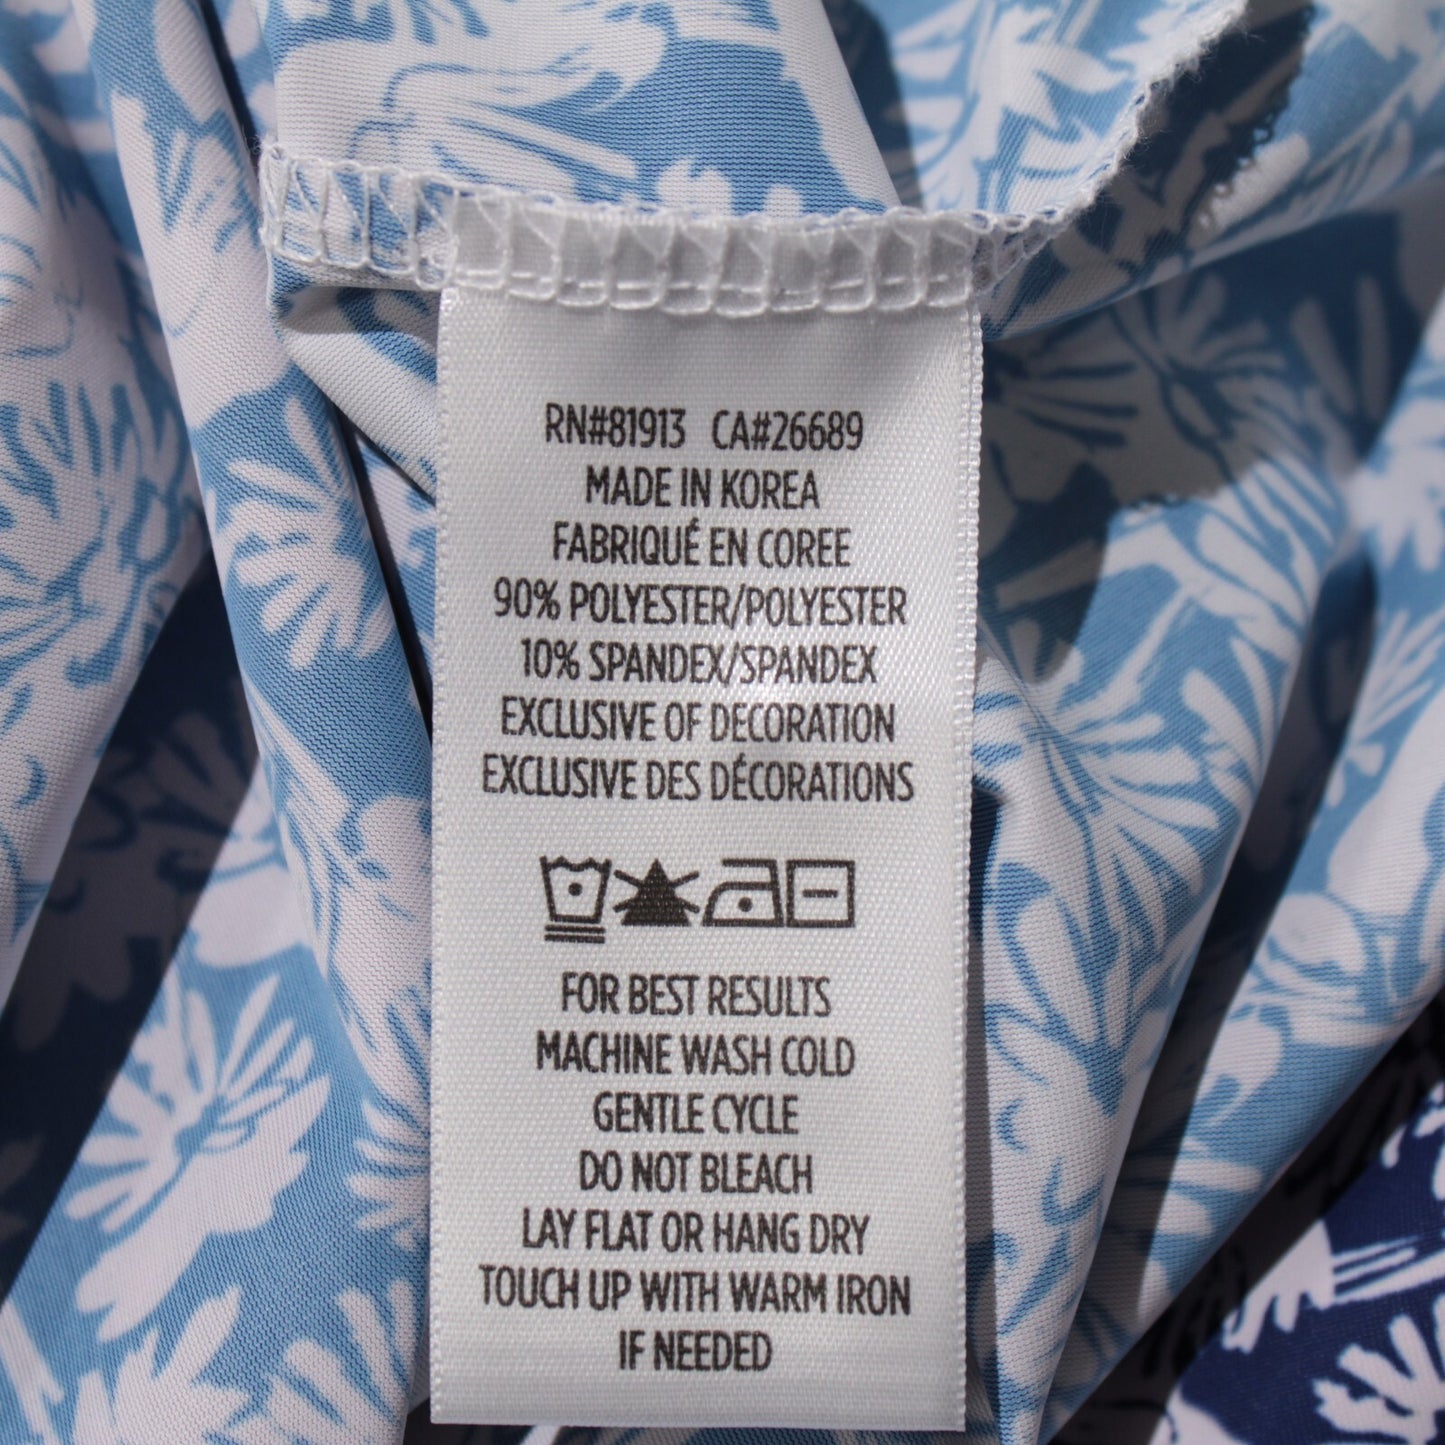 RN#81913 CA#26689
MADE IN KOREA
FABRIQUÉ EN COREE
90% POLYESTER/POLYESTER
10% SPANDEX/SPANDEX
EXCLUSIVE OF DECORATION
EXCLUSIVE DES DÉCORATIONS
FOR BEST RESULTS
MACHINE WASH COLD
GENTLE CYCLE
DO NOT BLEACH
LAY FLAT OR HANG DRY
TOUCH UP WITH WARM IRON
IF NEEDED